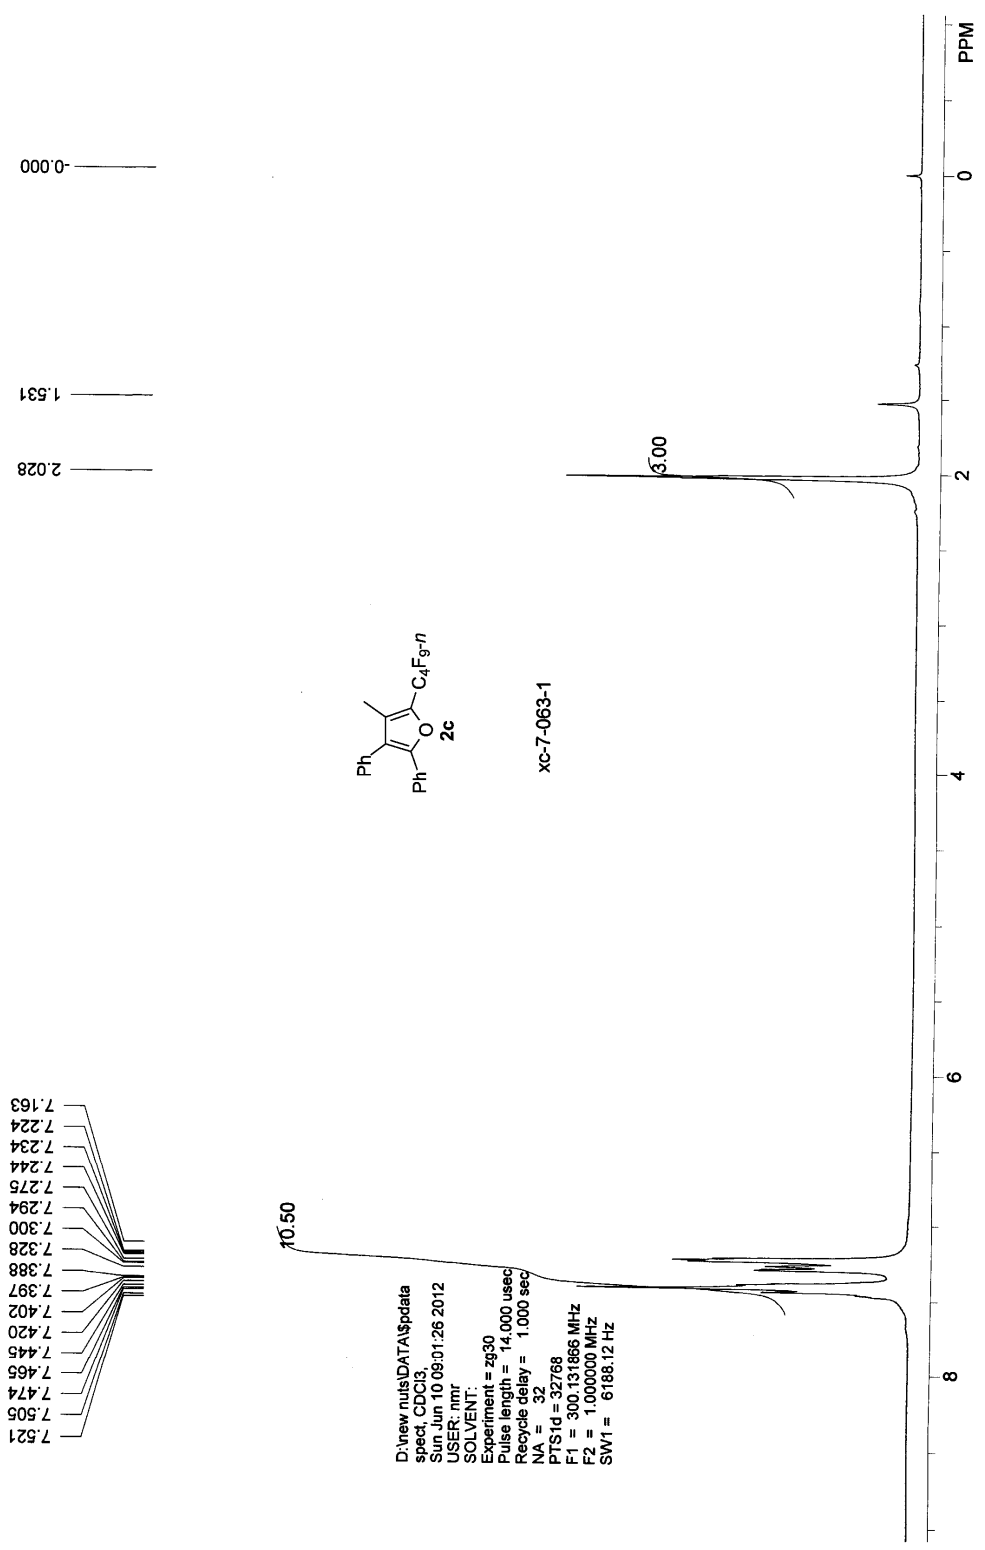 -0.000
1.531
2.028
7.163
7.224
7.234
7.244
7.275
7.294
7.300
7.328
7.388
7.397
7.402
7.420
7.445
7.465
7.474
7.505
7.521
10.50
3.00
Ph
Ph
O
C4F9-n
2c
xc-7-063-1
D:\new nuts\DATA\$pdata
spect, CDCl3,
Sun Jun 10 09:01:26 2012
USER: nmr
SOLVENT:
Experiment = zg30
Pulse length = 14.000 usec
Recycle delay = 1.000 sec
NA = 32
PTS1d = 32768
F1 = 300.131866 MHz
F2 = 1.000000 MHz
SW1 = 6188.12 Hz
8
6
4
2
0
PPM